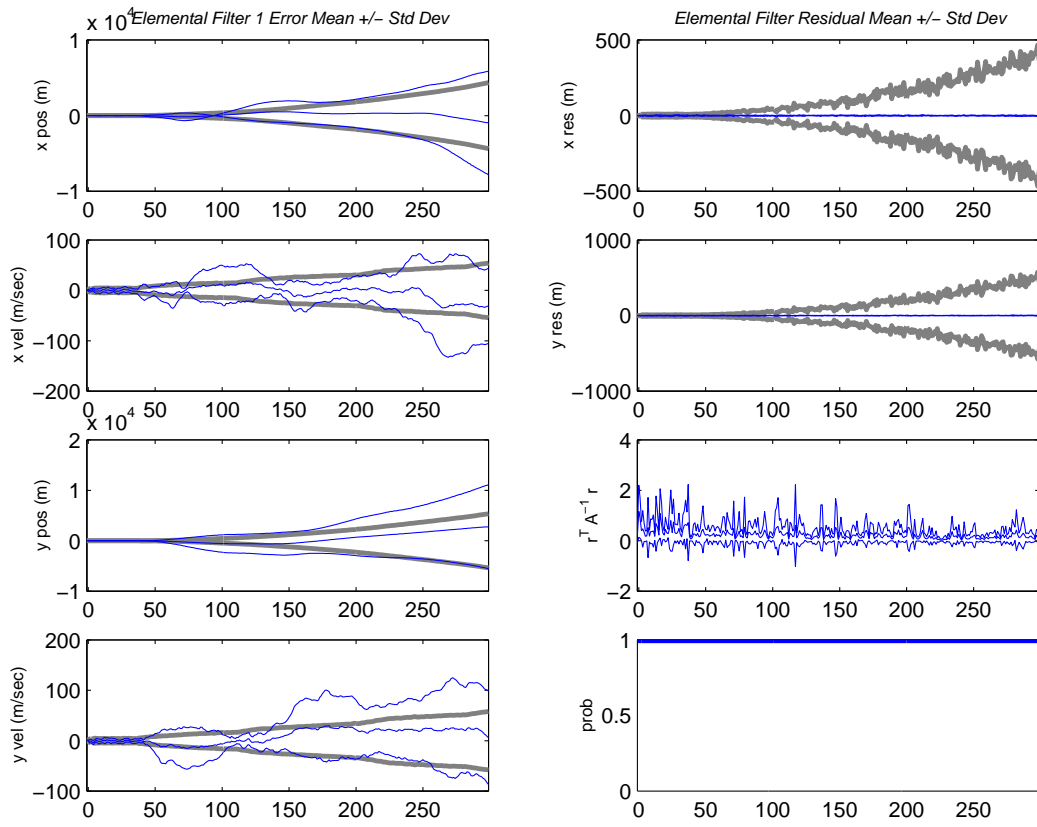 x 10^4 Elemental Filter 1 Error Mean +/− Std Dev
1
0
−1
x pos (m)
0 50 100 150 200 250
100
0
−100
−200
x vel (m/sec)
0 50 100 150 200 250
x 10^4
2
1
0
−1
y pos (m)
0 50 100 150 200 250
200
100
0
−100
y vel (m/sec)
0 50 100 150 200 250
Elemental Filter Residual Mean +/− Std Dev
500
0
−500
x res (m)
0 50 100 150 200 250
1000
0
−1000
y res (m)
0 50 100 150 200 250
4
2
0
−2
r^T A^−1 r
0 50 100 150 200 250
1
0.5
0
prob
0 50 100 150 200 250